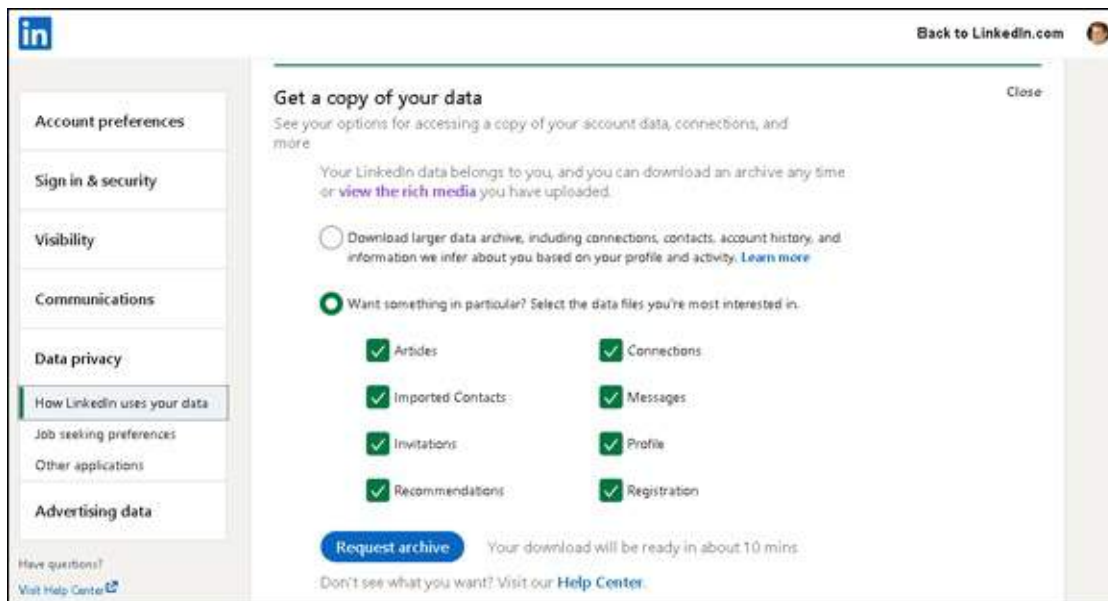 in
Back to LinkedIn.com
Account preferences
Sign in & security
Visibility
Communications
Data privacy
How LinkedIn uses your data
Job seeking preferences
Other applications
Advertising data
Have questions?
Visit Help Center
Get a copy of your data
Close
See your options for accessing a copy of your account data, connections, and
more
Your LinkedIn data belongs to you, and you can download an archive any time
or view the rich media you have uploaded.
Download larger data archive, including connections, contacts, account history, and
information we infer about you based on your profile and activity. Learn more
Want something in particular? Select the data files you're most interested in.
Articles
Connections
Imported Contacts
Messages
Invitations
Profile
Recommendations
Registration
Request archive
Your download will be ready in about 10 mins
Don't see what you want? Visit our Help Center.